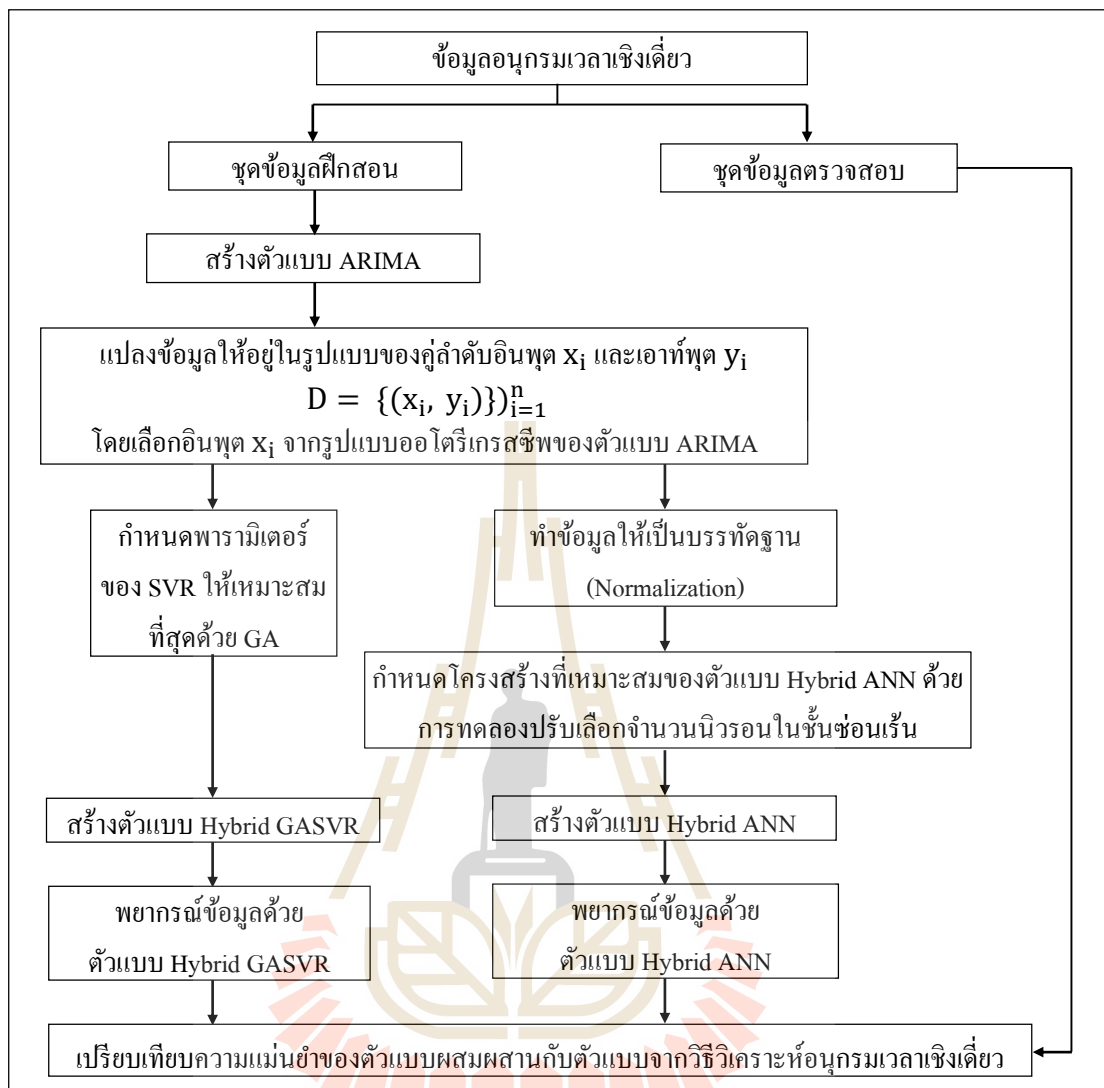 ข้อมูลอนุกรมเวลาเชิงเดี่ยว
ชุดข้อมูลฝึกสอน
ชุดข้อมูลตรวจสอบ
สร้างตัวแบบ ARIMA
แปลงข้อมูลให้อยู่ในรูปแบบของคู่ลำดับอินพุต xᵢ และเอาท์พุต yᵢ
D = {(xᵢ, yᵢ)})ⁿᵢ₌₁
โดยเลือกอินพุต xᵢ จากรูปแบบออโตรีเกรสซีพของตัวแบบ ARIMA
กำหนดพารามิเตอร์
ของ SVR ให้เหมาะสม
ที่สุดด้วย GA
ทำข้อมูลให้เป็นบรรทัดฐาน
(Normalization)
กำหนดโครงสร้างที่เหมาะสมของตัวแบบ Hybrid ANN ด้วย
การทดลองปรับเลือกจำนวนนิวรอนในชั้นซ่อนเร้น
สร้างตัวแบบ Hybrid GASVR
สร้างตัวแบบ Hybrid ANN
พยากรณ์ข้อมูลด้วย
ตัวแบบ Hybrid GASVR
พยากรณ์ข้อมูลด้วย
ตัวแบบ Hybrid ANN
เปรียบเทียบความแม่นยำของตัวแบบผสมผสานกับตัวแบบจากวิธีวิเคราะห์อนุกรมเวลาเชิงเดี่ยว